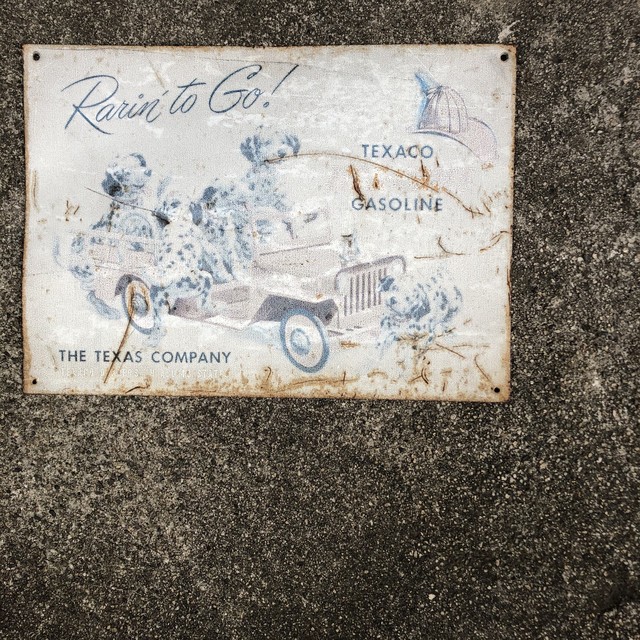 Rarin' to Go!
TEXACO
GASOLINE
THE TEXAS COMPANY